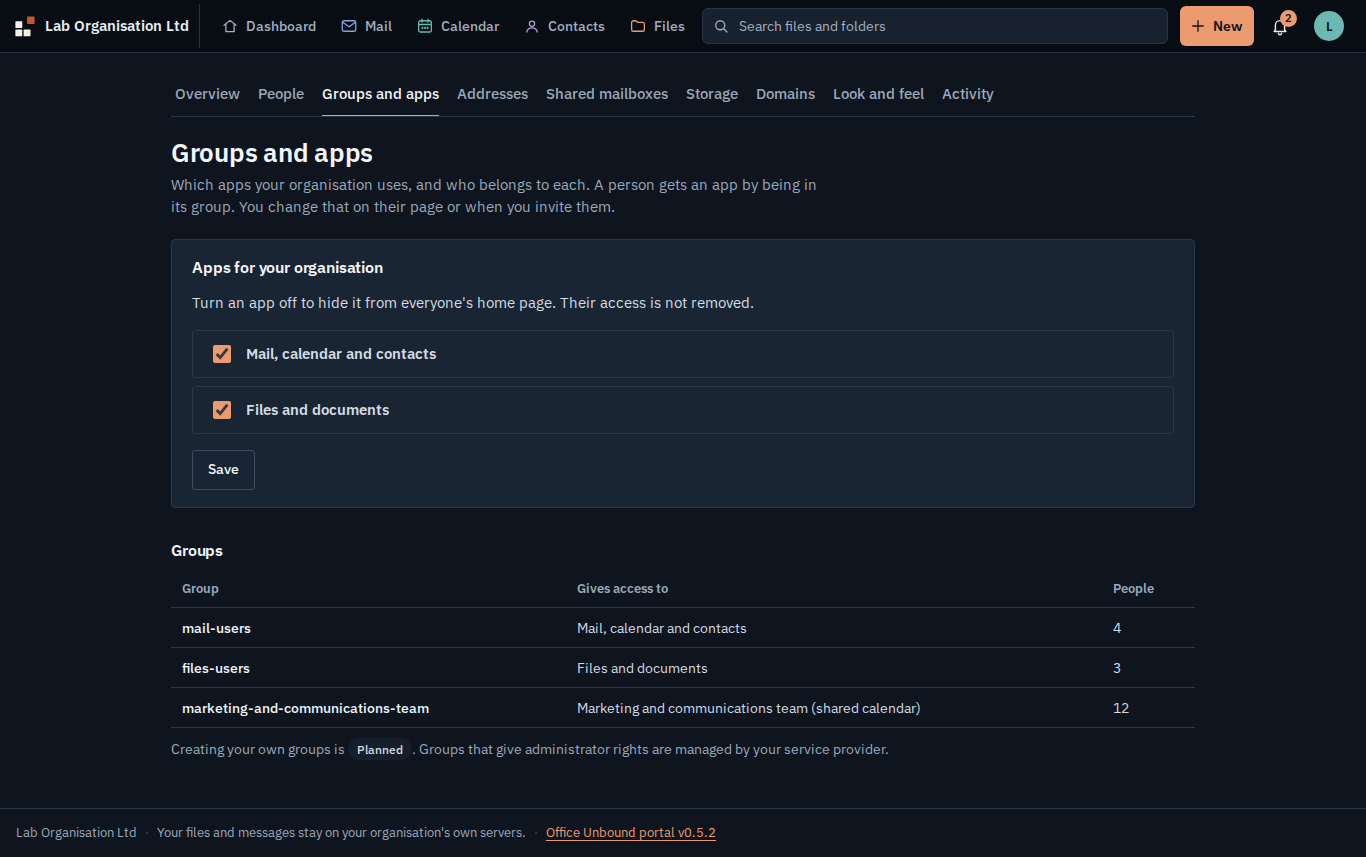 Lab Organisation Ltd
Dashboard
Mail
Calendar
Contacts
Files
Search files and folders
New
2
L
Overview
People
Groups and apps
Addresses
Shared mailboxes
Storage
Domains
Look and feel
Activity
Groups and apps
Which apps your organisation uses, and who belongs to each. A person gets an app by being in
its group. You change that on their page or when you invite them.
Apps for your organisation
Turn an app off to hide it from everyone's home page. Their access is not removed.
Mail, calendar and contacts
Files and documents
Save
Groups
Group Gives access to People
mail-users Mail, calendar and contacts 4
files-users Files and documents 3
marketing-and-communications-team Marketing and communications team (shared calendar) 12
Creating your own groups is Planned . Groups that give administrator rights are managed by your service provider.
Lab Organisation Ltd · Your files and messages stay on your organisation's own servers. · Office Unbound portal v0.5.2